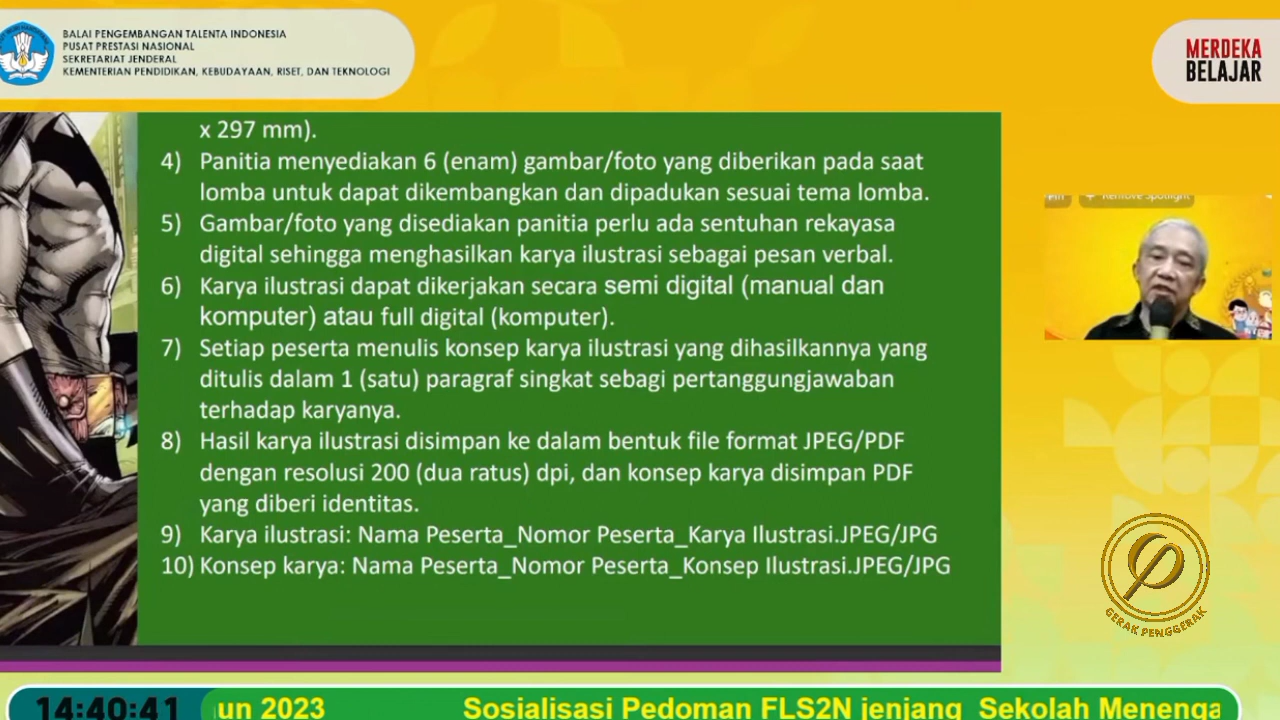 BALAI PENGEMBANGAN TALENTA INDONESIA
PUSAT PRESTASI NASIONAL
SEKRETARIAT JENDERAL
KEMENTERIAN PENDIDIKAN, KEBUDAYAAN, RISET, DAN TEKNOLOGI
MERDEKA
BELAJAR
x 297 mm).
4) Panitia menyediakan 6 (enam) gambar/foto yang diberikan pada saat
lomba untuk dapat dikembangkan dan dipadukan sesuai tema lomba.
5) Gambar/foto yang disediakan panitia perlu ada sentuhan rekayasa
digital sehingga menghasilkan karya ilustrasi sebagai pesan verbal.
6) Karya ilustrasi dapat dikerjakan secara semi digital (manual dan
komputer) atau full digital (komputer).
7) Setiap peserta menulis konsep karya ilustrasi yang dihasilkannya yang
ditulis dalam 1 (satu) paragraf singkat sebagi pertanggungjawaban
terhadap karyanya.
8) Hasil karya ilustrasi disimpan ke dalam bentuk file format JPEG/PDF
dengan resolusi 200 (dua ratus) dpi, dan konsep karya disimpan PDF
yang diberi identitas.
9) Karya ilustrasi: Nama Peserta_Nomor Peserta_Karya Ilustrasi.JPEG/JPG
10) Konsep karya: Nama Peserta_Nomor Peserta_Konsep Ilustrasi.JPEG/JPG
Remove Spotlight
GERAK PENGGERAK
14:40:41
un 2023 Sosialisasi Pedoman FLS2N jenjang Sekolah Menenga